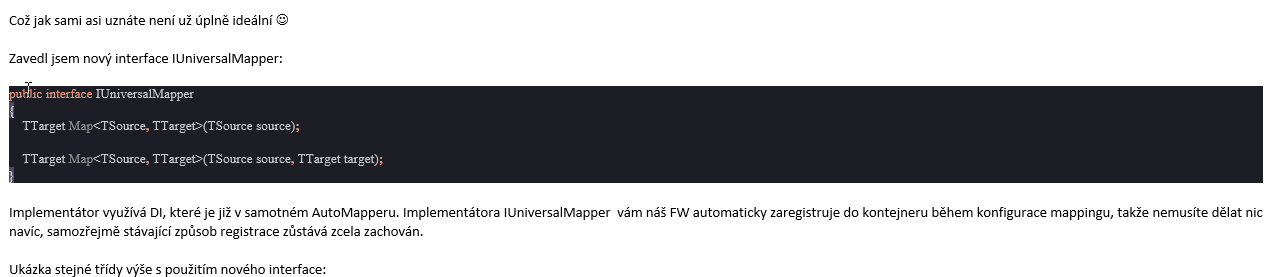 Což jak sami asi uznáte není už úplně ideální ☺
Zavedl jsem nový interface IUniversalMapper:
public interface IUniversalMapper
{
TTarget Map<TSource, TTarget>(TSource source);
TTarget Map<TSource, TTarget>(TSource source, TTarget target);
}
Implementátor využívá DI, které je již v samotném AutoMapperu. Implementátora IUniversalMapper  vám náš FW automaticky zaregistruje do kontejneru během konfigurace mappingu, takže nemusíte dělat nic
navíc, samozřejmě stávající způsob registrace zůstává zcela zachován.
Ukázka stejné třídy výše s použitím nového interface: